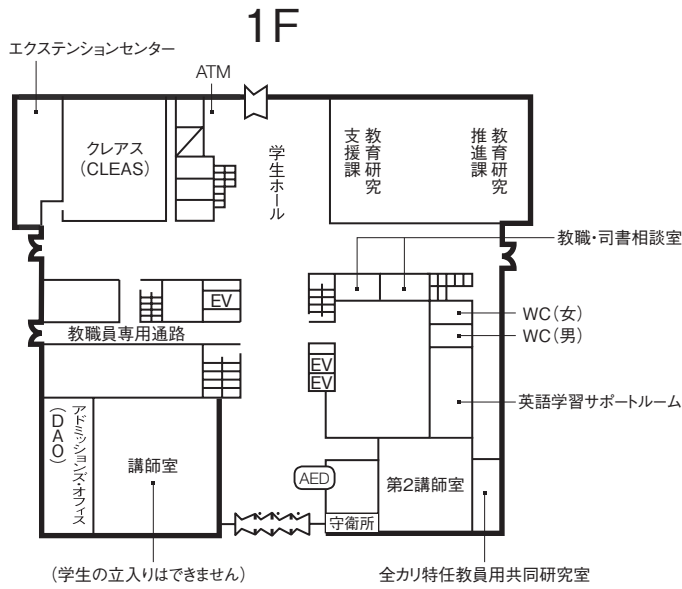 1F
エクステンションセンター
ATM
クレアス
(CLEAS)
学生ホール
教育研究
支援課
教育研究
推進課
教職・司書相談室
EV
WC(女)
WC(男)
教職員専用通路
EV
EV
英語学習サポートルーム
アドミッションズ・オフィス
(DAO)
講師室
AED
第2講師室
守衛所
(学生の立入りはできません)
全カリ特任教員用共同研究室